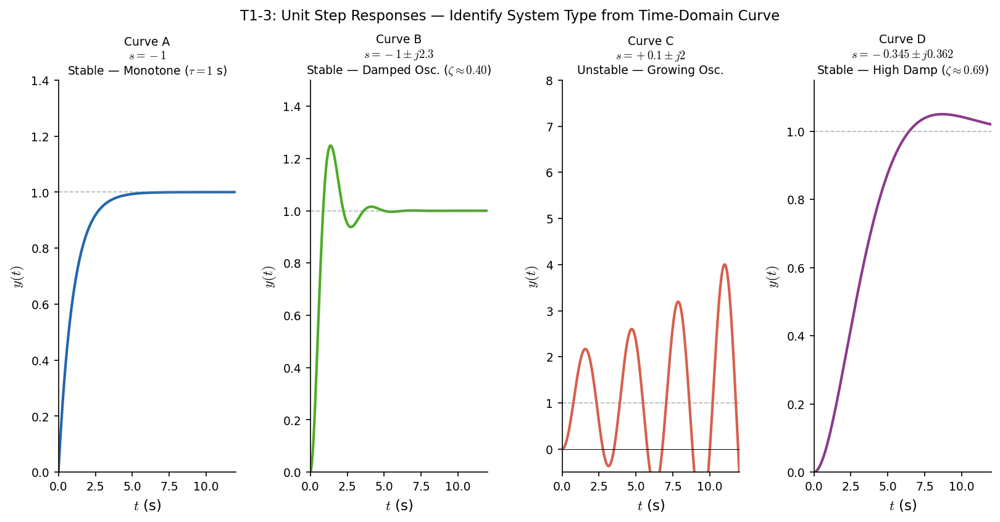 T1-3: Unit Step Responses — Identify System Type from Time-Domain Curve
Curve A
s = −1
Stable — Monotone (τ = 1 s)
1.4
1.2
1.0
0.8
0.6
0.4
0.2
0.0
y(t)
0.0 2.5 5.0 7.5 10.0
t (s)
Curve B
s = −1 ± j2.3
Stable — Damped Osc. (ζ ≈ 0.40)
1.4
1.2
1.0
0.8
0.6
0.4
0.2
0.0
y(t)
0.0 2.5 5.0 7.5 10.0
t (s)
Curve C
s = +0.1 ± j2
Unstable — Growing Osc.
8
7
6
5
4
3
2
1
0
y(t)
0.0 2.5 5.0 7.5 10.0
t (s)
Curve D
s = −0.345 ± j0.362
Stable — High Damp (ζ ≈ 0.69)
1.0
0.8
0.6
0.4
0.2
0.0
y(t)
0.0 2.5 5.0 7.5 10.0
t (s)